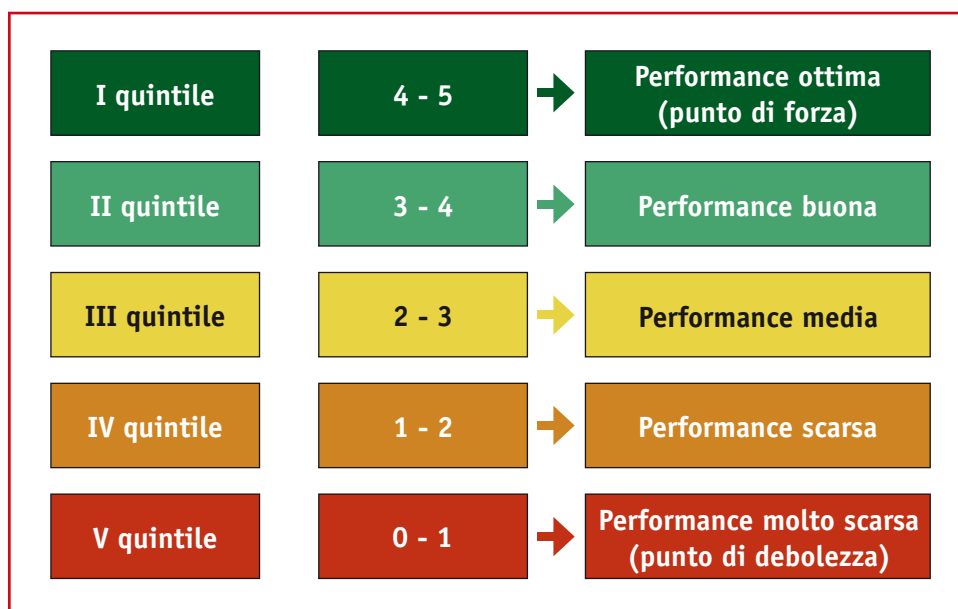 I quintile
4 - 5
Performance ottima
(punto di forza)
II quintile
3 - 4
Performance buona
III quintile
2 - 3
Performance media
IV quintile
1 - 2
Performance scarsa
V quintile
0 - 1
Performance molto scarsa
(punto di debolezza)